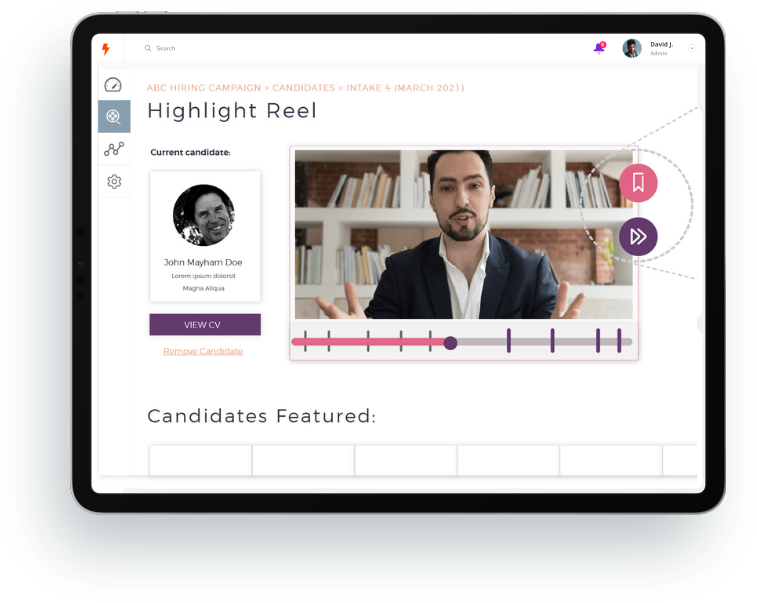 Search
5
David J.
Admin
ABC HIRING CAMPAIGN > CANDIDATES > INTAKE 4 (MARCH 2021)
Highlight Reel
Current candidate:
John Mayham Doe
Lorem ipsum dolorsit
Magna Aliqua
VIEW CV
Remove Candidate
Candidates Featured: